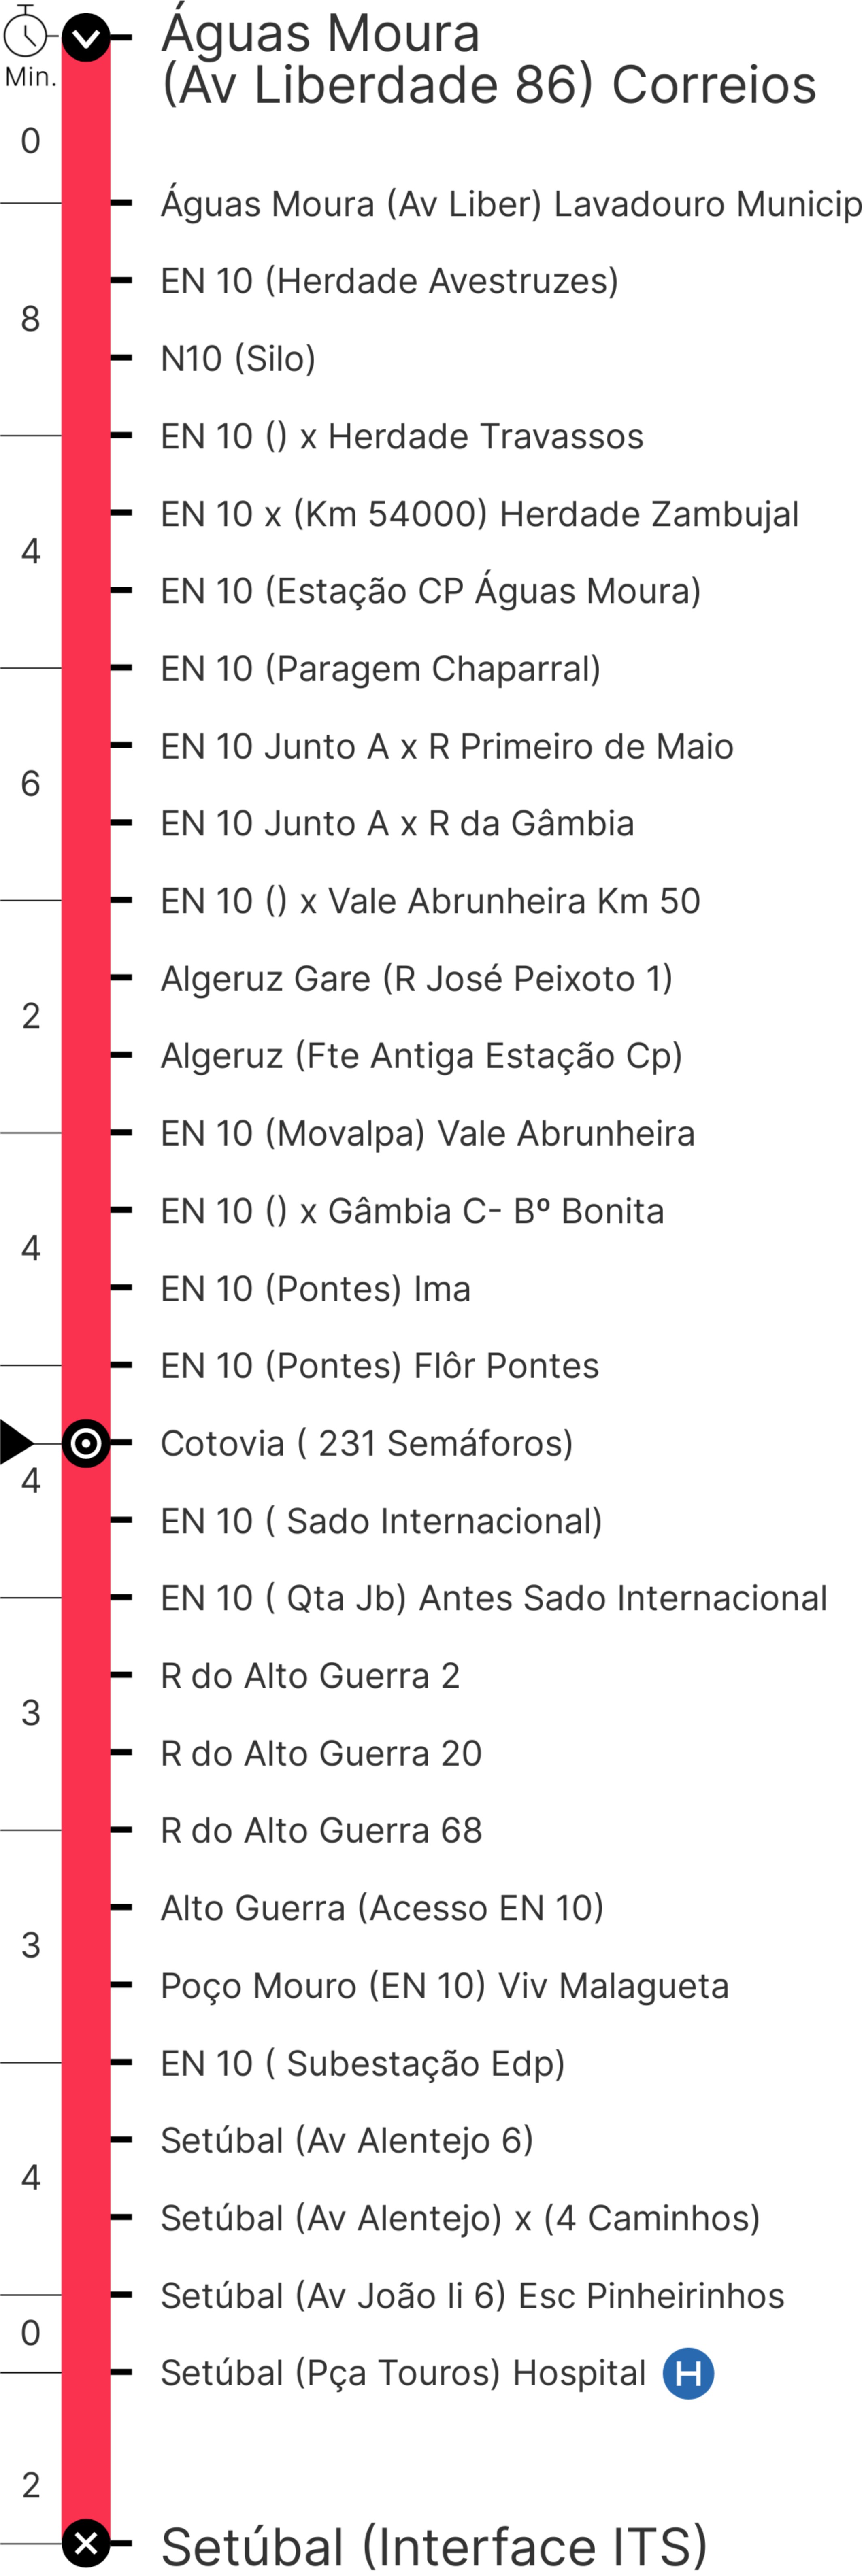 Águas Moura
(Av Liberdade 86) Correios
Min.
0
Águas Moura (Av Liber) Lavadouro Municip
EN 10 (Herdade Avestruzes)
8
N10 (Silo)
EN 10 () x Herdade Travassos
EN 10 x (Km 54000) Herdade Zambujal
4
EN 10 (Estação CP Águas Moura)
EN 10 (Paragem Chaparral)
EN 10 Junto A x R Primeiro de Maio
6
EN 10 Junto A x R da Gâmbia
EN 10 () x Vale Abrunheira Km 50
Algeruz Gare (R José Peixoto 1)
2
Algeruz (Fte Antiga Estação Cp)
EN 10 (Movalpa) Vale Abrunheira
EN 10 () x Gâmbia C- Bº Bonita
4
EN 10 (Pontes) Ima
EN 10 (Pontes) Flôr Pontes
Cotovia ( 231 Semáforos)
4
EN 10 ( Sado Internacional)
EN 10 ( Qta Jb) Antes Sado Internacional
R do Alto Guerra 2
3
R do Alto Guerra 20
R do Alto Guerra 68
Alto Guerra (Acesso EN 10)
3
Poço Mouro (EN 10) Viv Malagueta
EN 10 ( Subestação Edp)
Setúbal (Av Alentejo 6)
4
Setúbal (Av Alentejo) x (4 Caminhos)
Setúbal (Av João Ii 6) Esc Pinheirinhos
0
Setúbal (Pça Touros) Hospital H
2
Setúbal (Interface ITS)